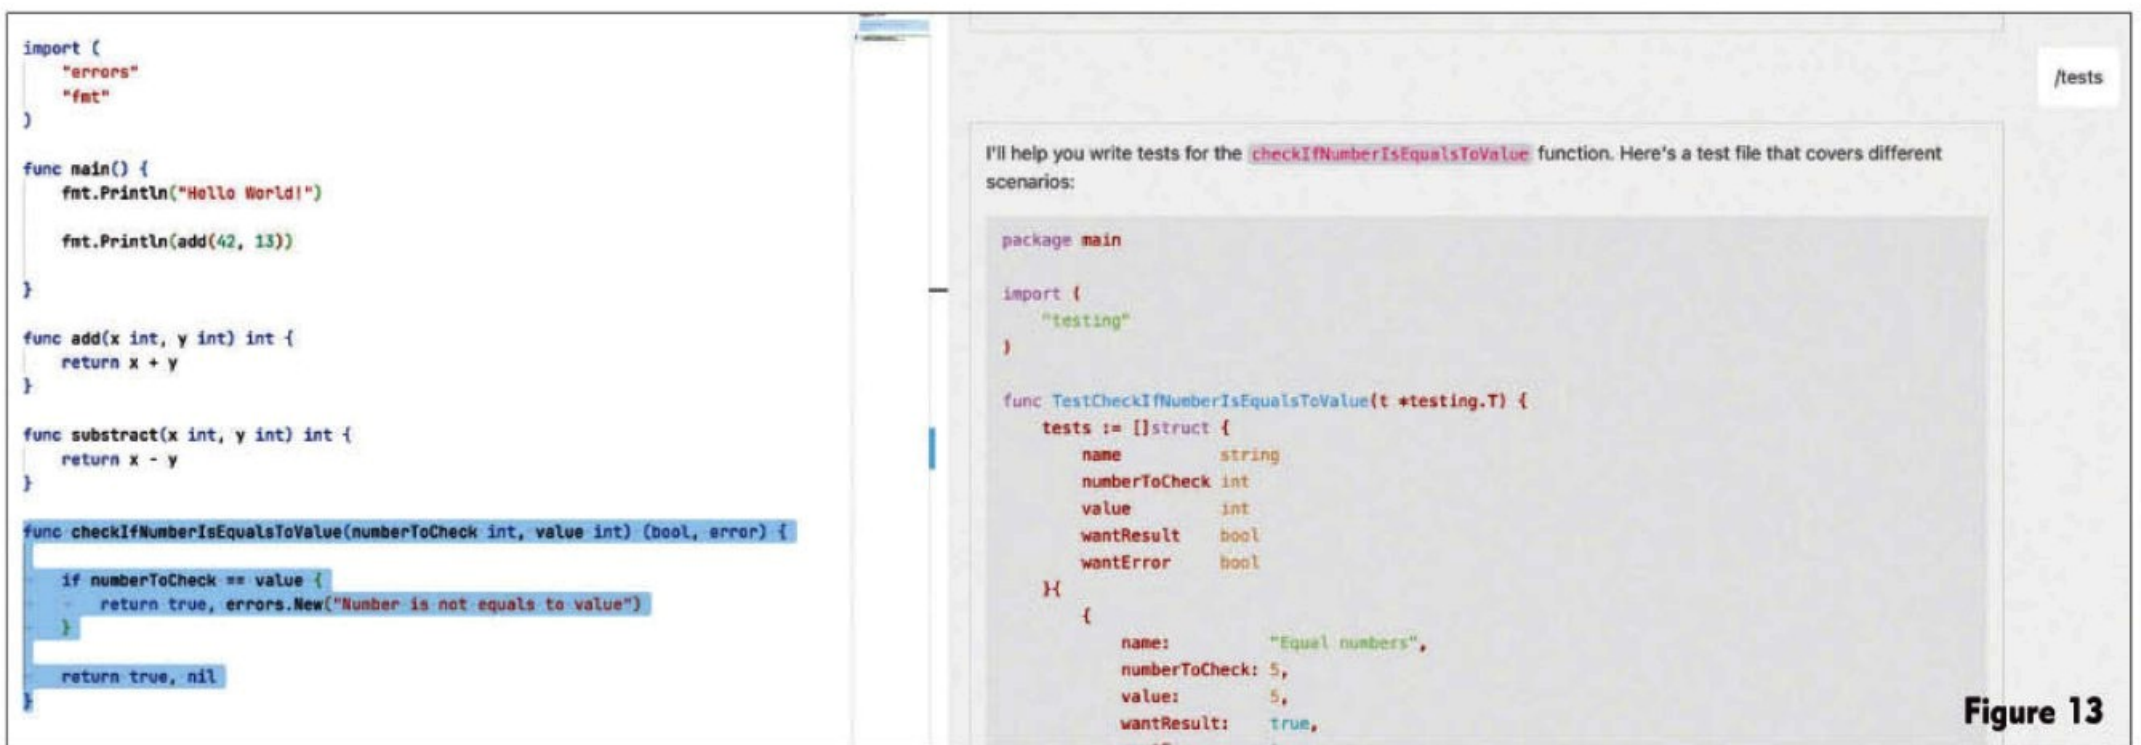 import (
"errors"
"fmt"
)
func main() {
fmt.Println("Hello World!")
fmt.Println(add(42, 13))
}
func add(x int, y int) int {
return x + y
}
func substract(x int, y int) int {
return x - y
}
func checkIfNumberIsEqualsToValue(numberToCheck int, value int) (bool, error) {
if numberToCheck == value {
return true, errors.New("Number is not equals to value")
}
return true, nil
}
/tests
I'll help you write tests for the checkIfNumberIsEqualsToValue function. Here's a test file that covers different
scenarios:
package main
import (
"testing"
)
func TestCheckIfNumberIsEqualsToValue(t *testing.T) {
tests := []struct {
name string
numberToCheck int
value int
wantResult bool
wantError bool
}{
{
name: "Equal numbers",
numberToCheck: 5,
value: 5,
wantResult: true,
Figure 13